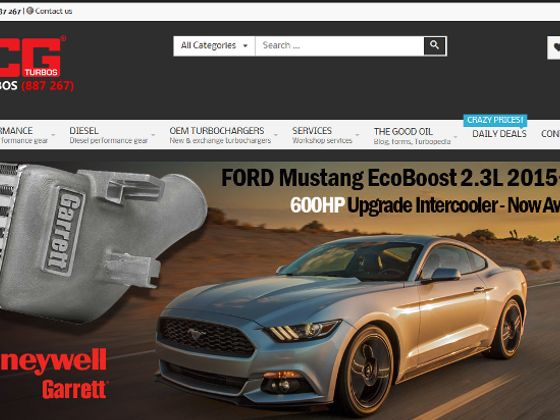 37 267 | Contact us
CG
TURBOS
BOS (887 267)
All Categories
Search ...
RMANCE
formance gear
DIESEL
Diesel performance gear
OEM TURBOCHARGERS
New & exchange turbochargers
SERVICES
Workshop services
THE GOOD OIL
Blog, forms, Turbopedia
CRAZY PRICES!
DAILY DEALS
CON
FORD Mustang EcoBoost 2.3L 2015
600HP Upgrade Intercooler - Now Av
Garrett
neywell
Garrett